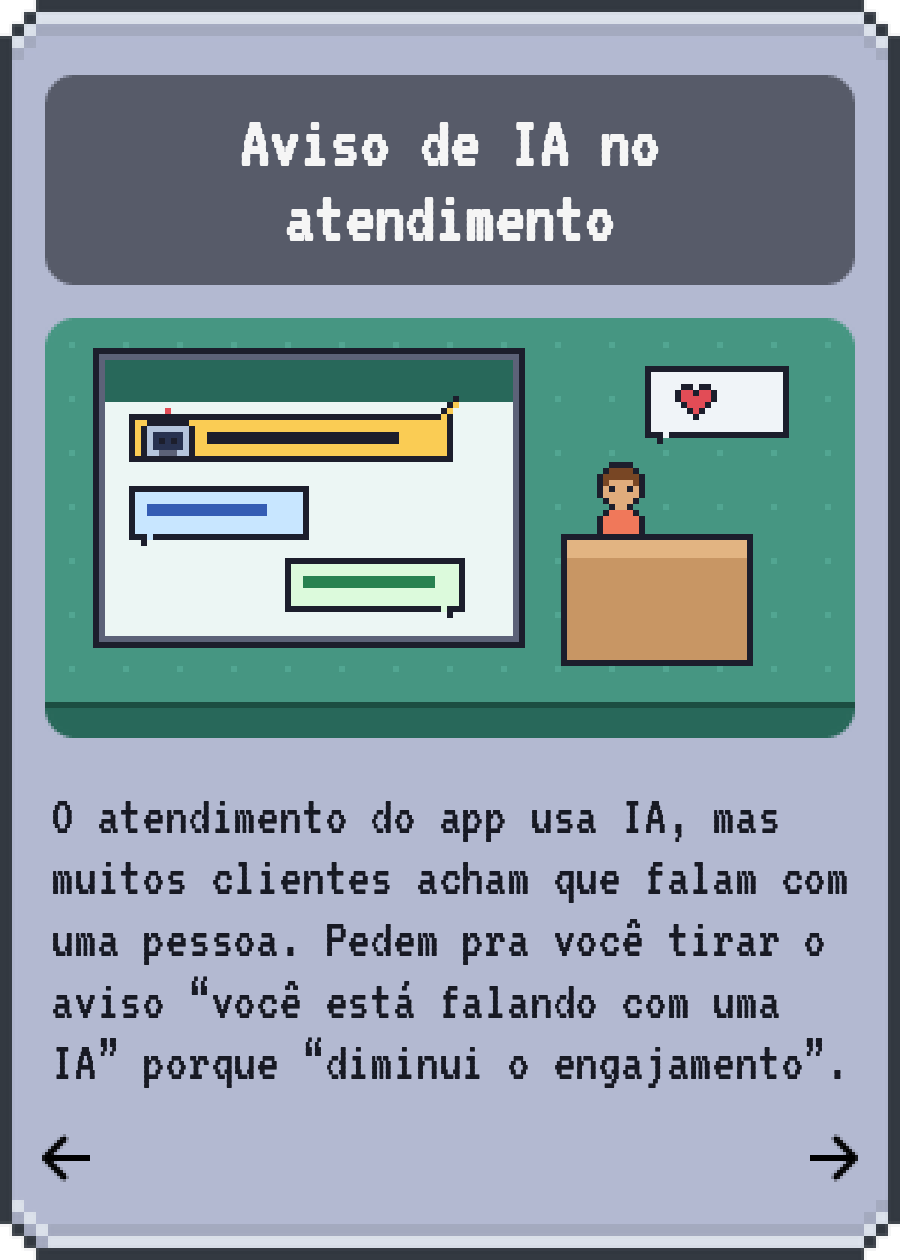 Aviso de IA no
atendimento
O atendimento do app usa IA, mas
muitos clientes acham que falam com
uma pessoa. Pedem pra você tirar o
aviso “você está falando com uma
IA” porque “diminui o engajamento”.